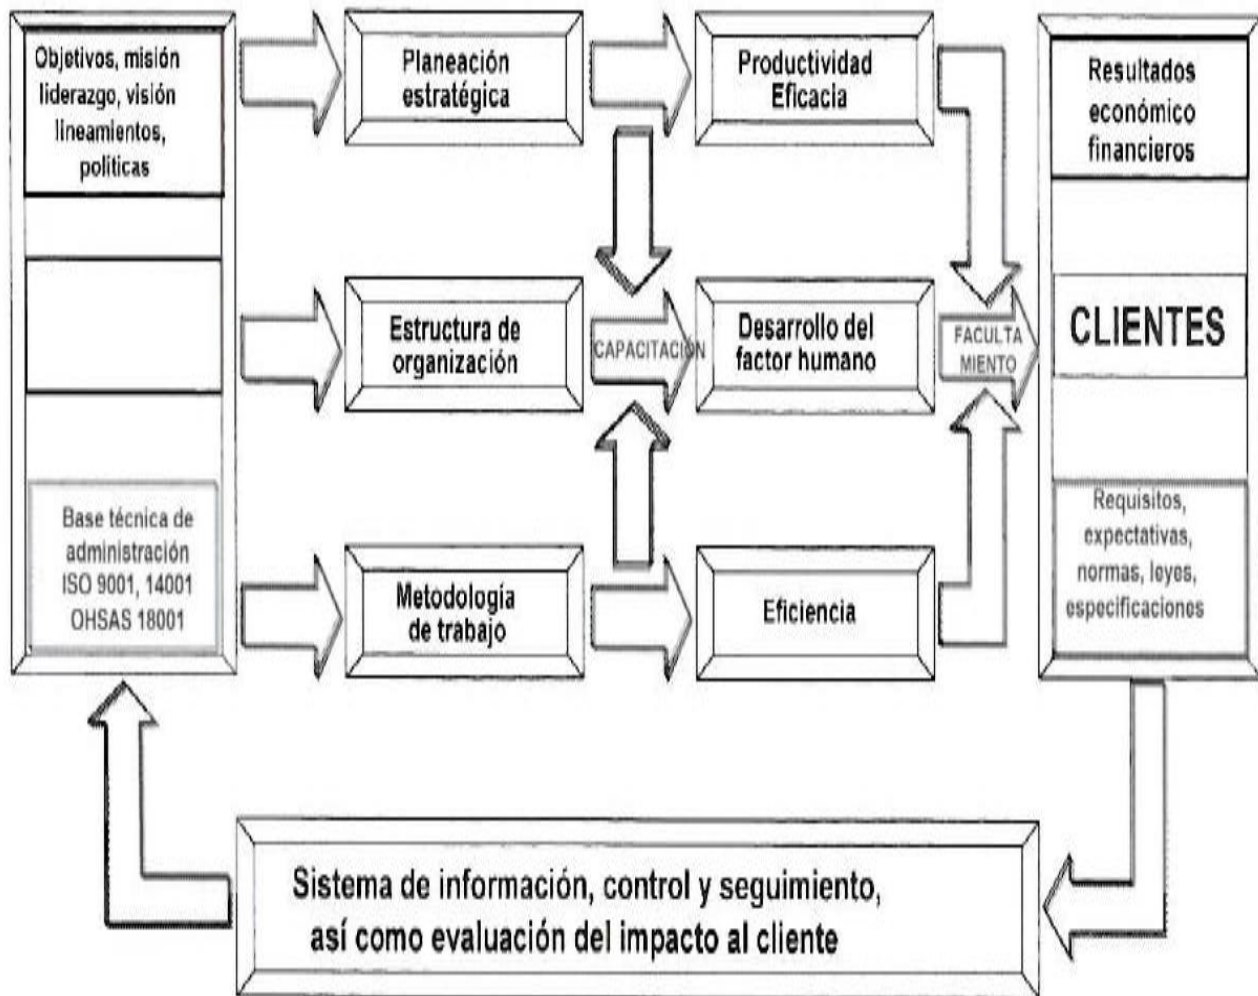 Objetivos, misión
liderazgo, visión
lineamientos,
políticas
Planeación
estratégica
Productividad
Eficacia
Resultados
económico
financieros
Estructura de
organización
CAPACITACIÓN
Desarrollo del
factor humano
FACULTA
MIENTO
CLIENTES
Base técnica de
administración
ISO 9001, 14001
OHSAS 18001
Metodología
de trabajo
Eficiencia
Requisitos,
expectativas,
normas, leyes,
especificaciones
Sistema de información, control y seguimiento,
así como evaluación del impacto al cliente